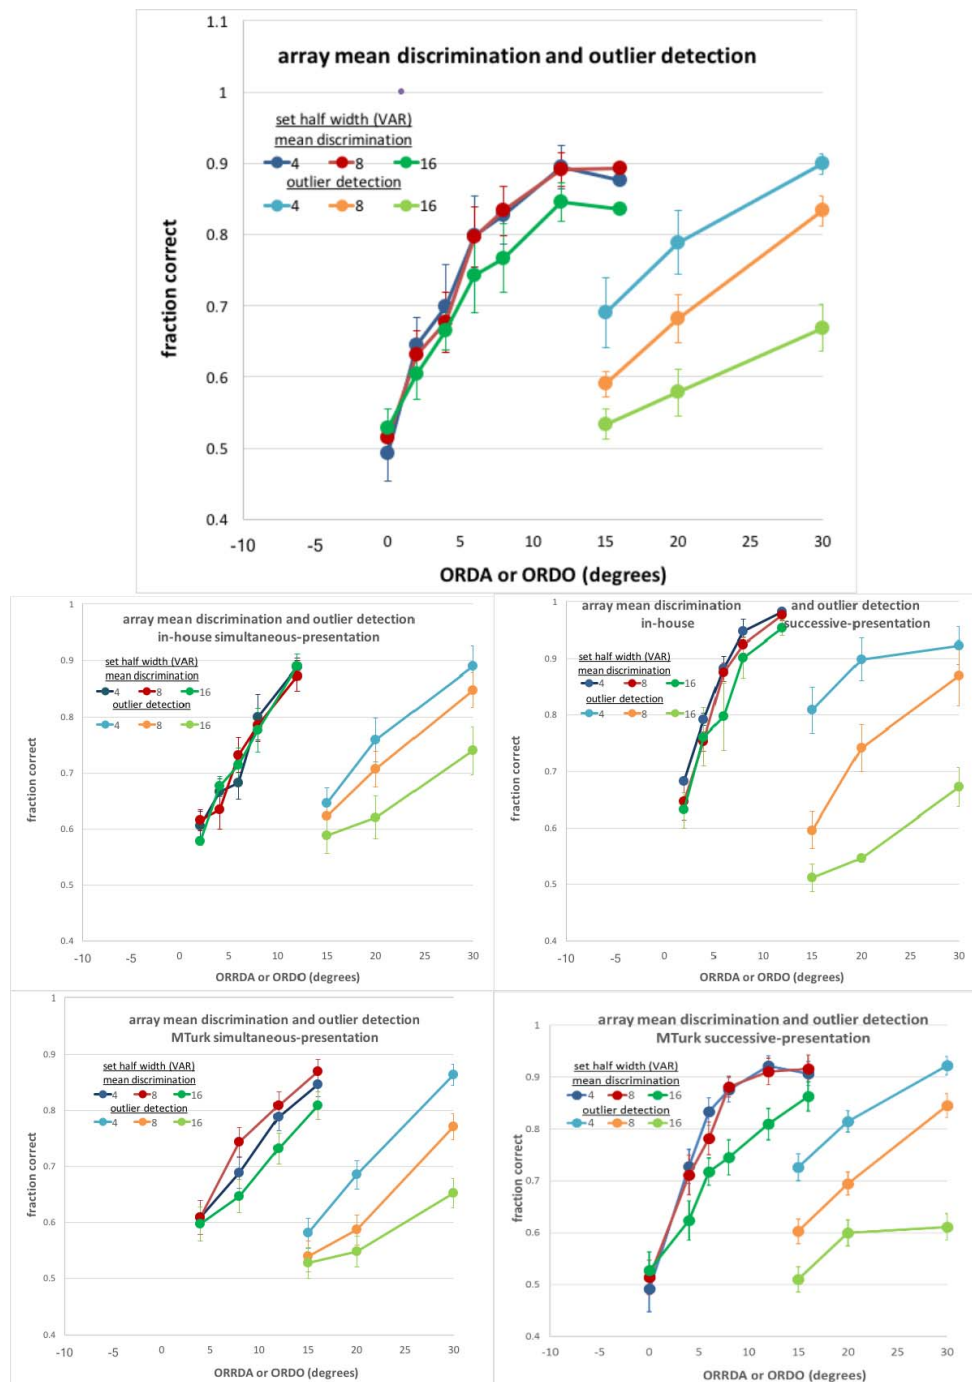 array mean discrimination and outlier detection
set half width (VAR)
mean discrimination
4 8 16
outlier detection
4 8 16
fraction correct
1.1
1
0.9
0.8
0.7
0.6
0.5
0.4
-10 -5 0 5 10 15 20 30
ORDA or ORDO (degrees)
array mean discrimination and outlier detection
in-house simultaneous-presentation
set half width (VAR)
mean discrimination
4 8 16
outlier detection
4 8 16
fraction correct
1
0.9
0.8
0.7
0.6
0.5
0.4
-10 -5 0 5 10 15 20 30
ORRDA or ORDO (degrees)
array mean discrimination and outlier detection
in-house successive-presentation
set half width (VAR)
mean discrimination
4 8 16
outlier detection
4 8 16
fraction correct
1
0.9
0.8
0.7
0.6
0.5
0.4
-10 -5 0 5 10 15 20 30
ORRDA or ORDO (degrees)
array mean discrimination and outlier detection
MTurk simultaneous-presentation
set half width (VAR)
mean discrimination
4 8 16
outlier detection
4 8 16
fraction correct
1
0.9
0.8
0.7
0.6
0.5
0.4
-10 -5 0 5 10 15 20 30
ORRDA or ORDO (degrees)
array mean discrimination and outlier detection
MTurk successive-presentation
set half width (VAR)
mean discrimination
4 8 16
outlier detection
4 8 16
fraction correct
1
0.9
0.8
0.7
0.6
0.5
0.4
-10 -5 0 5 10 15 20 30
ORRDA or ORDO (degrees)